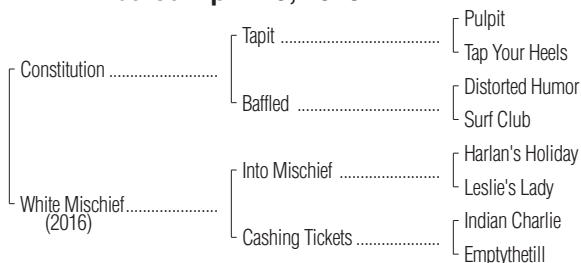 Pulpit
Tapit
Tap Your Heels
Constitution
Distorted Humor
Baffled
Surf Club
Harlan's Holiday
Into Mischief
Leslie's Lady
White Mischief
(2016)
Indian Charlie
Cashing Tickets
Emptythetill